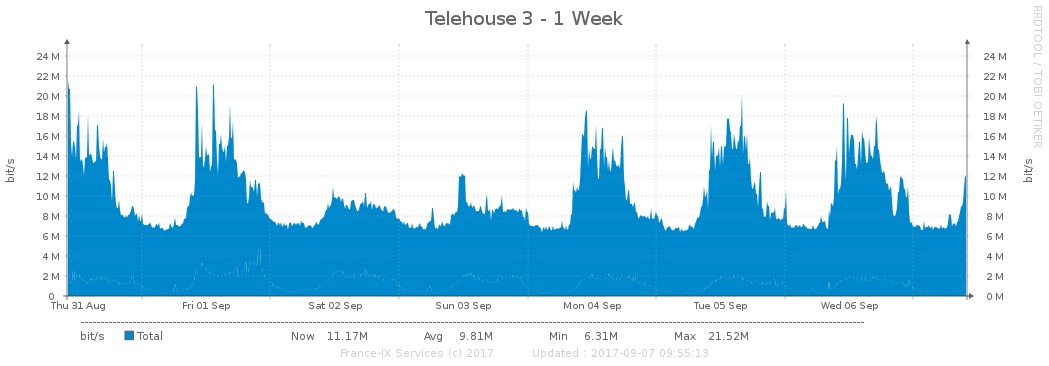 Telehouse 3 - 1 Week
RRDTOOL / TOBI OETIKER
bit/s
24 M 24 M
22 M 22 M
20 M 20 M
18 M 18 M
16 M 16 M
14 M 14 M
12 M 12 M
10 M 10 M
8 M 8 M
6 M 6 M
4 M 4 M
2 M 2 M
0 0 M
bit/s
Thu 31 Aug Fri 01 Sep Sat 02 Sep Sun 03 Sep Mon 04 Sep Tue 05 Sep Wed 06 Sep
bit/s Total Now 11.17M Avg 9.81M Min 6.31M Max 21.52M
France-IX Services (c) 2017 Updated : 2017-09-07 09:55:13